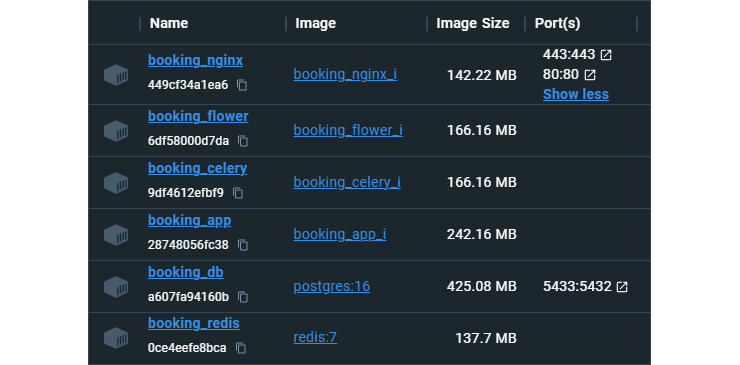 Name Image Image Size Port(s)
booking_nginx
449cf34a1ea6
booking_nginx_i
142.22 MB
443:443
80:80
Show less
booking_flower
6df58000d7da
booking_flower_i
166.16 MB
booking_celery
9df4612efbf9
booking_celery_i
166.16 MB
booking_app
28748056fc38
booking_app_i
242.16 MB
booking_db
a607fa94160b
postgres:16
425.08 MB
5433:5432
booking_redis
0ce4eefe8bca
redis:7
137.7 MB